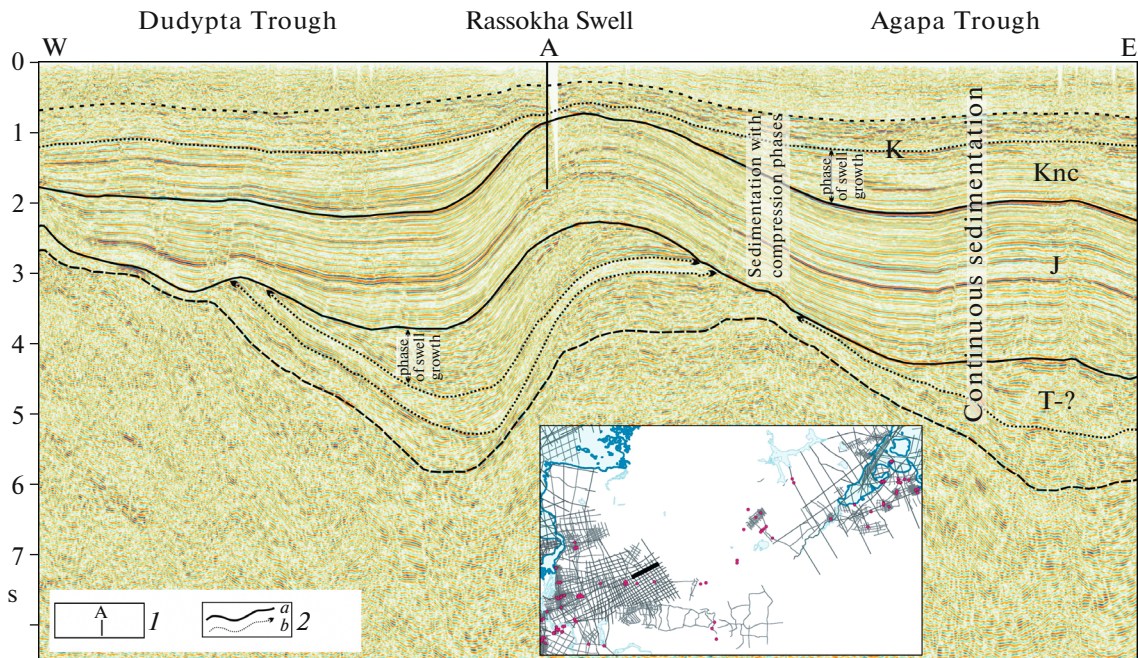 Dudypta Trough
Rassokha Swell
Agapa Trough
W
A
E
0
1
2
3
4
5
6
7
s
K
Knc
J
T-?
phase
of swell
growth
Sedimentation with
compression phases
phase
of swell
growth
Continuous sedimentation
A
1
a
b
2